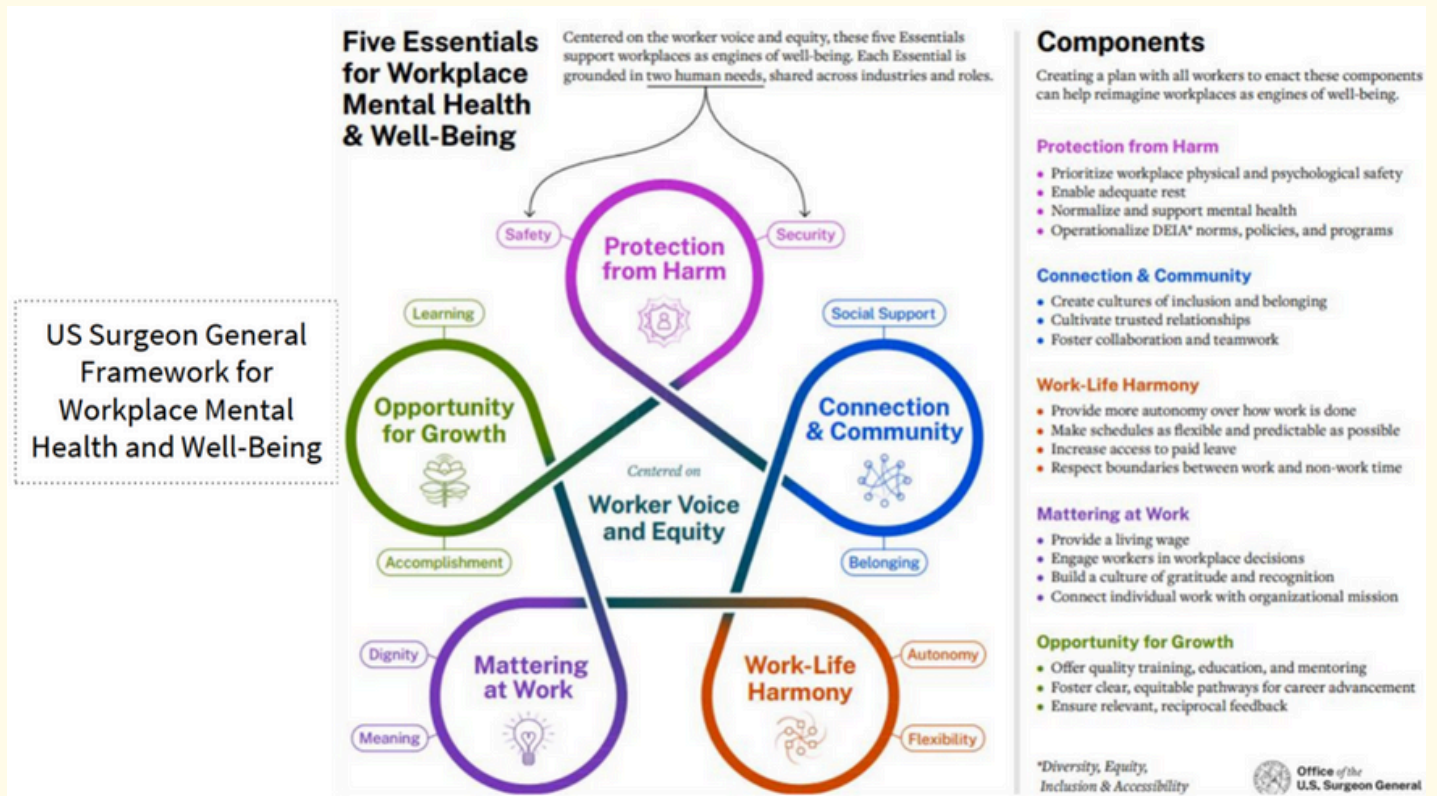 US Surgeon General
Framework for
Workplace Mental
Health and Well-Being
Five Essentials
for Workplace
Mental Health
& Well-Being
Centered on the worker voice and equity, these five Essentials
support workplaces as engines of well-being. Each Essential is
grounded in two human needs, shared across industries and roles.
Safety
Protection
from Harm
Security
Learning
Opportunity
for Growth
Accomplishment
Social Support
Connection
& Community
Belonging
Centered on
Worker Voice
and Equity
Dignity
Mattering
at Work
Meaning
Work-Life
Harmony
Autonomy
Flexibility
Components
Creating a plan with all workers to enact these components
can help reimagine workplaces as engines of well-being.
Protection from Harm
• Prioritize workplace physical and psychological safety
• Enable adequate rest
• Normalize and support mental health
• Operationalize DEIA* norms, policies, and programs
Connection & Community
• Create cultures of inclusion and belonging
• Cultivate trusted relationships
• Foster collaboration and teamwork
Work-Life Harmony
• Provide more autonomy over how work is done
• Make schedules as flexible and predictable as possible
• Increase access to paid leave
• Respect boundaries between work and non-work time
Mattering at Work
• Provide a living wage
• Engage workers in workplace decisions
• Build a culture of gratitude and recognition
• Connect individual work with organizational mission
Opportunity for Growth
• Offer quality training, education, and mentoring
• Foster clear, equitable pathways for career advancement
• Ensure relevant, reciprocal feedback
*Diversity, Equity,
Inclusion & Accessibility
Office of the
U.S. Surgeon General